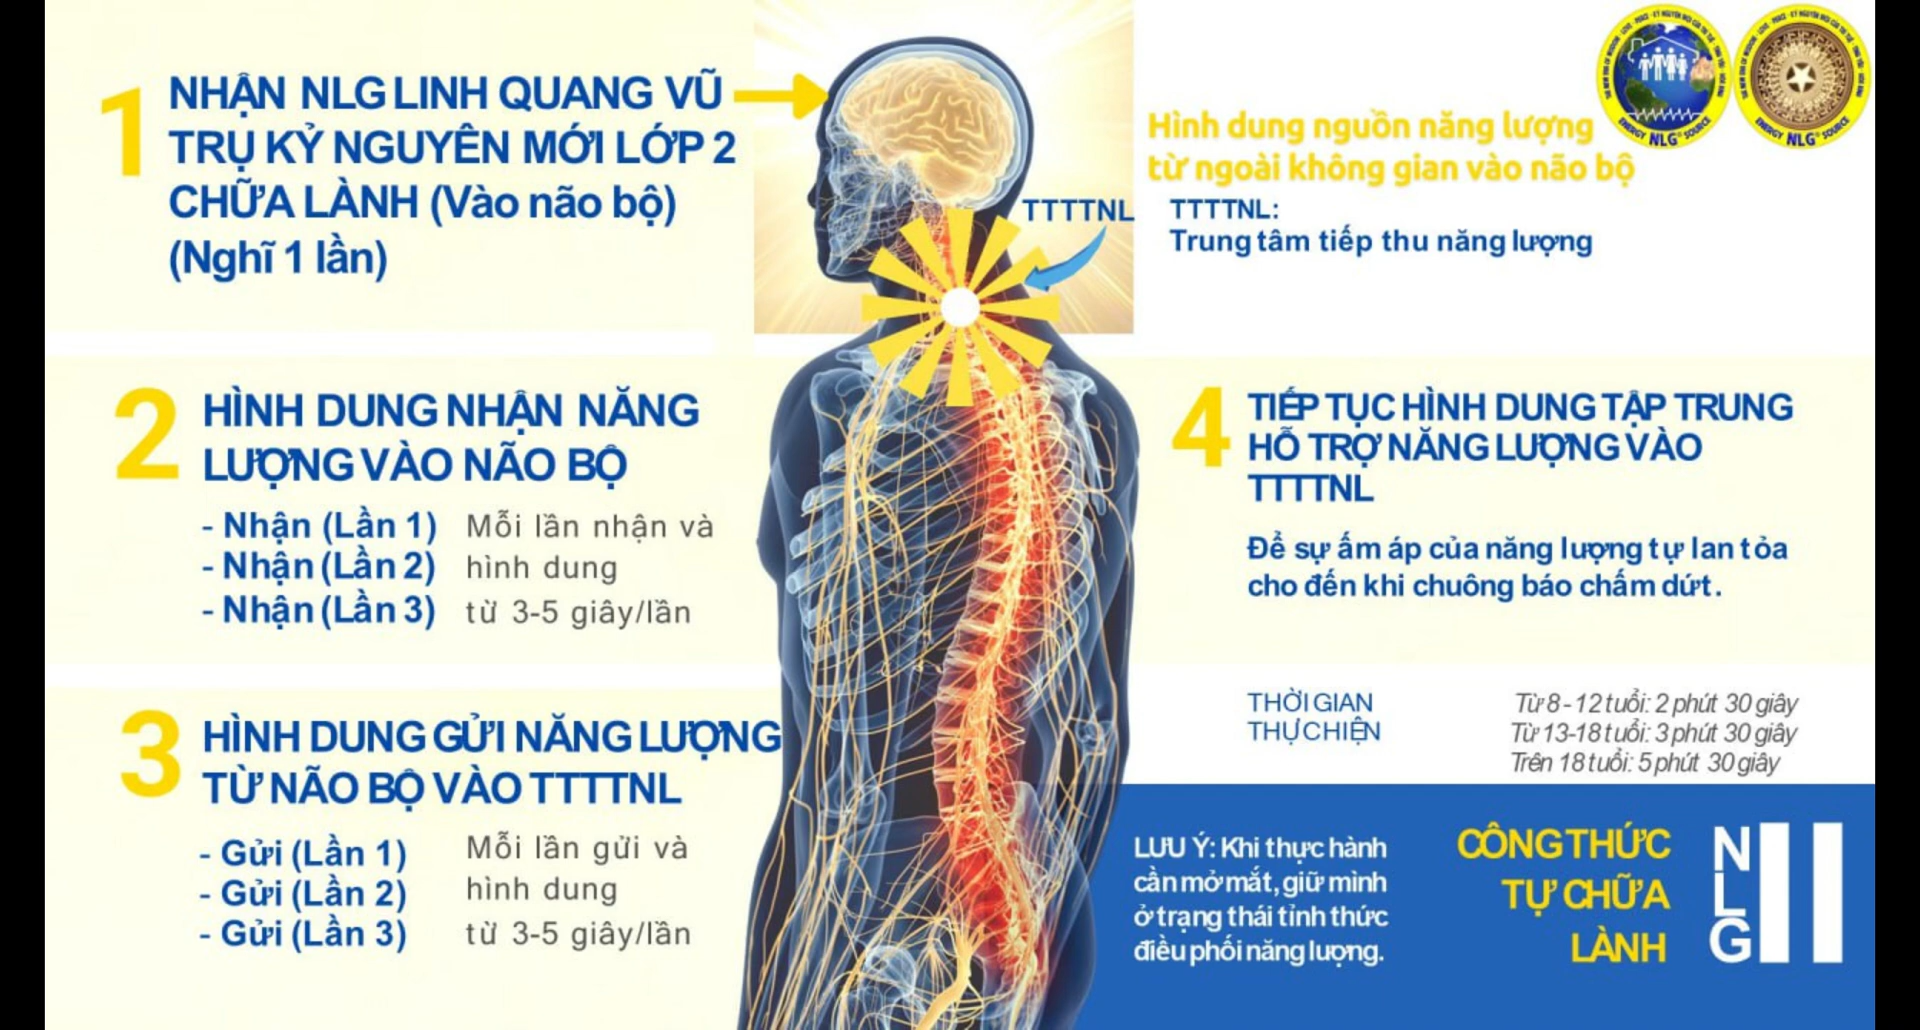 1
NHẬN NLG LINH QUANG VŨ
TRỤ KỶ NGUYÊN MỚI LỚP 2
CHỮA LÀNH (Vào não bộ)
(Nghĩ 1 lần)
Hình dung nguồn năng lượng
từ ngoài không gian vào não bộ
TTTTNL
TTTTNL:
Trung tâm tiếp thu năng lượng
ENERGY NLG® SOURCE
ENERGY NLG® SOURCE
2
HÌNH DUNG NHẬN NĂNG
LƯỢNG VÀO NÃO BỘ
- Nhận (Lần 1) Mỗi lần nhận và
- Nhận (Lần 2) hình dung
- Nhận (Lần 3) từ 3-5 giây/lần
3
HÌNH DUNG GỬI NĂNG LƯỢNG
TỪ NÃO BỘ VÀO TTTTNL
- Gửi (Lần 1) Mỗi lần gửi và
- Gửi (Lần 2) hình dung
- Gửi (Lần 3) từ 3-5 giây/lần
4
TIẾP TỤC HÌNH DUNG TẬP TRUNG
HỖ TRỢ NĂNG LƯỢNG VÀO
TTTTNL
Để sự ấm áp của năng lượng tự lan tỏa
cho đến khi chuông báo chấm dứt.
THỜI GIAN
THỰC HIỆN
Từ 8 - 12 tuổi: 2 phút 30 giây
Từ 13-18 tuổi: 3 phút 30 giây
Trên 18 tuổi: 5 phút 30 giây
LƯU Ý: Khi thực hành
cần mở mắt, giữ mình
ở trạng thái tỉnh thức
điều phối năng lượng.
CÔNG THỨC
TỰ CHỮA
LÀNH
NLG II